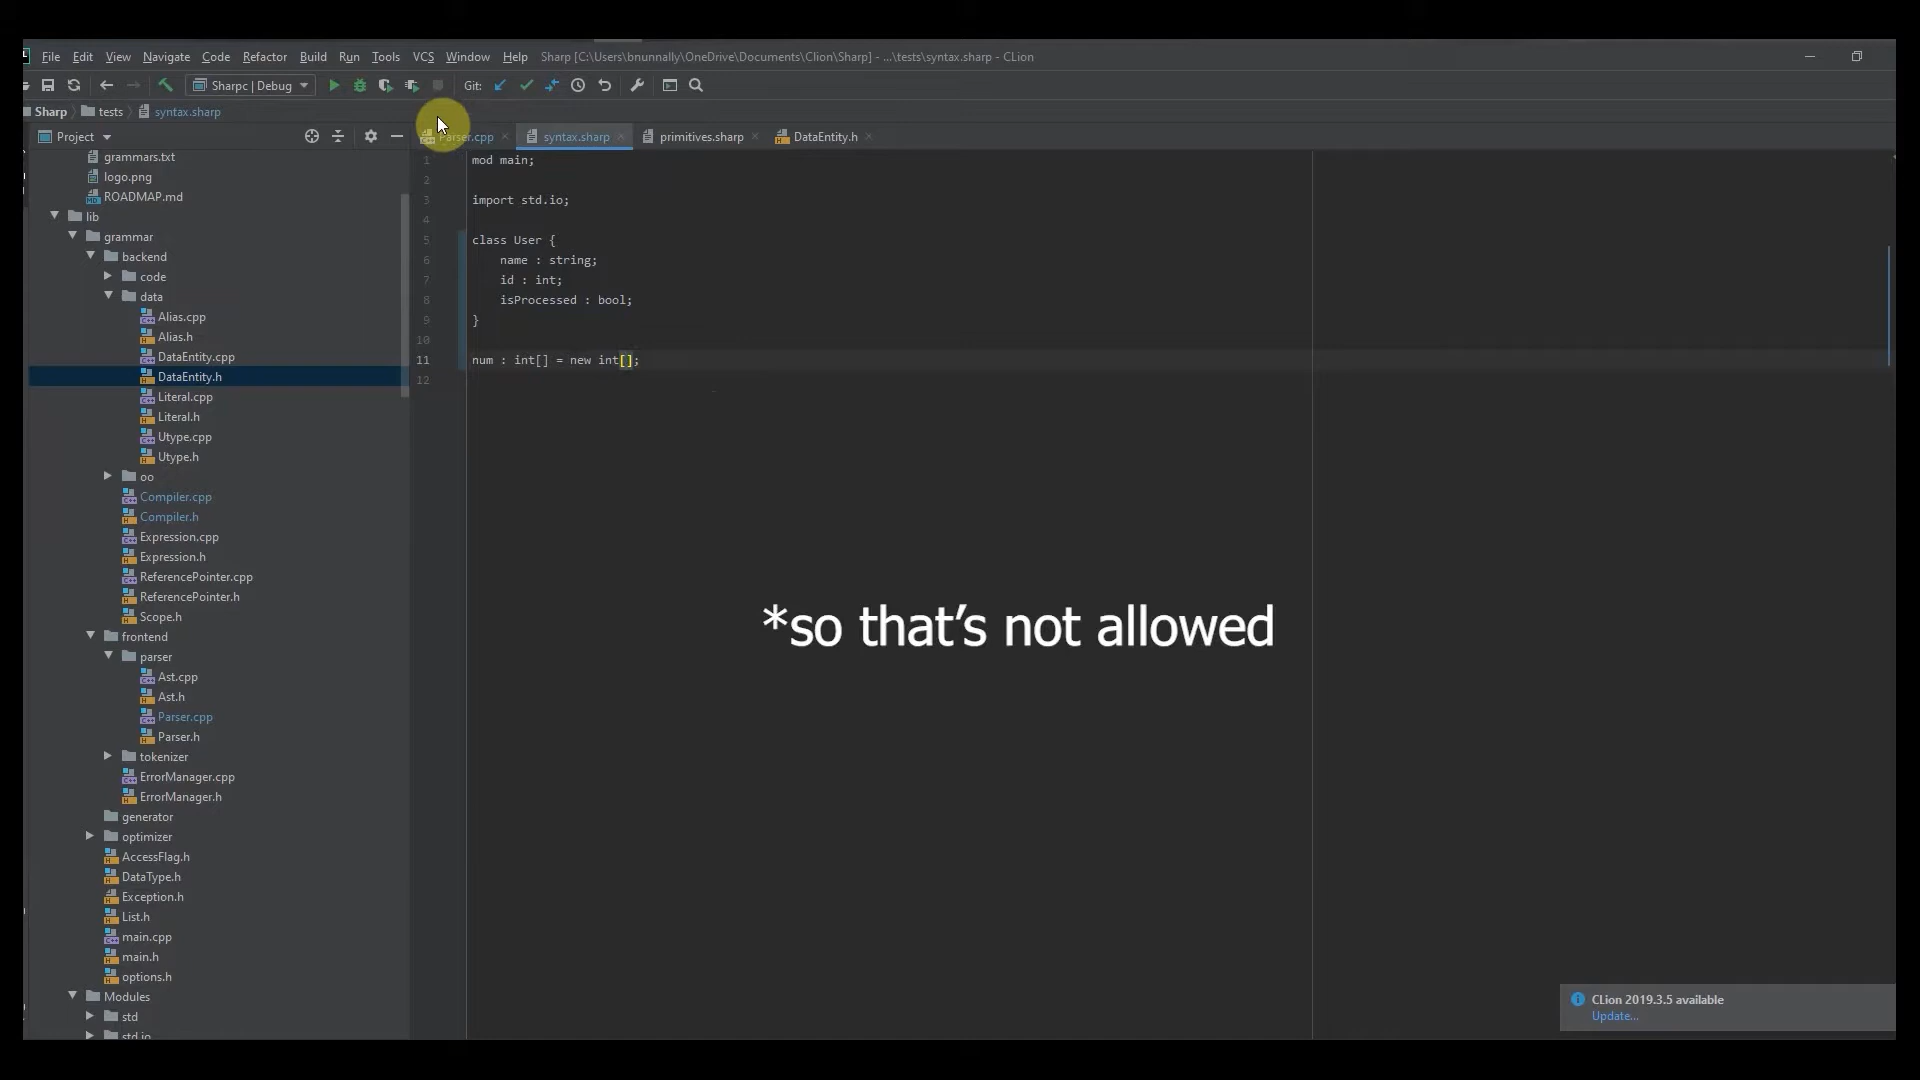 File Edit View Navigate Code Refactor Build Run Tools VCS Window Help Sharp [C:\Users\bnunnally\OneDrive\Documents\Clion\Sharp] - ...\tests\syntax.sharp - CLion
Sharpc | Debug Git:
Sharp tests syntax.sharp
Project Parser.cpp syntax.sharp primitives.sharp DataEntity.h
grammars.txt
logo.png
ROADMAP.md
lib
grammar
backend
code
data
Alias.cpp
Alias.h
DataEntity.cpp
DataEntity.h
Literal.cpp
Literal.h
Utype.cpp
Utype.h
oo
Compiler.cpp
Compiler.h
Expression.cpp
Expression.h
ReferencePointer.cpp
ReferencePointer.h
Scope.h
frontend
parser
Ast.cpp
Ast.h
Parser.cpp
Parser.h
tokenizer
ErrorManager.cpp
ErrorManager.h
generator
optimizer
AccessFlag.h
DataType.h
Exception.h
List.h
main.cpp
main.h
options.h
Modules
std
std.io
1 mod main;
2
3 import std.io;
4
5 class User {
6 name : string;
7 id : int;
8 isProcessed : bool;
9 }
10
11 num : int[] = new int[];
12
*so that's not allowed
CLion 2019.3.5 available
Update...